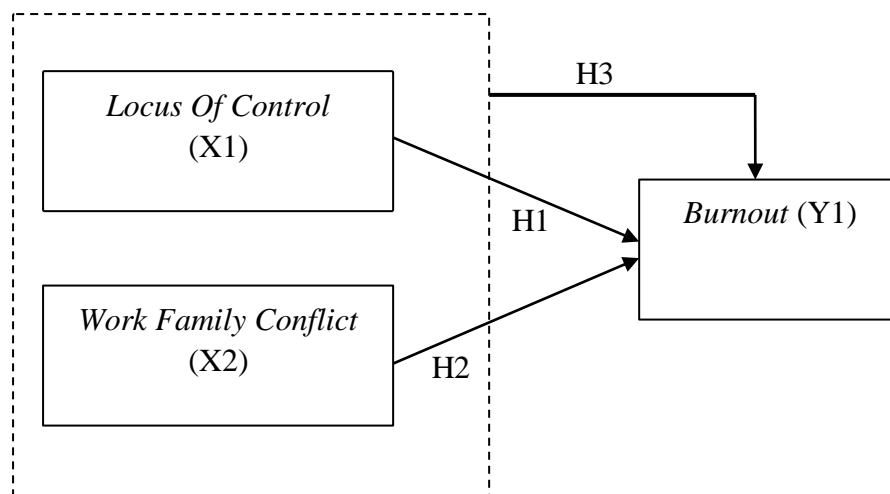 H3
Locus Of Control
(X1)
Burnout (Y1)
H1
Work Family Conflict
(X2)
H2